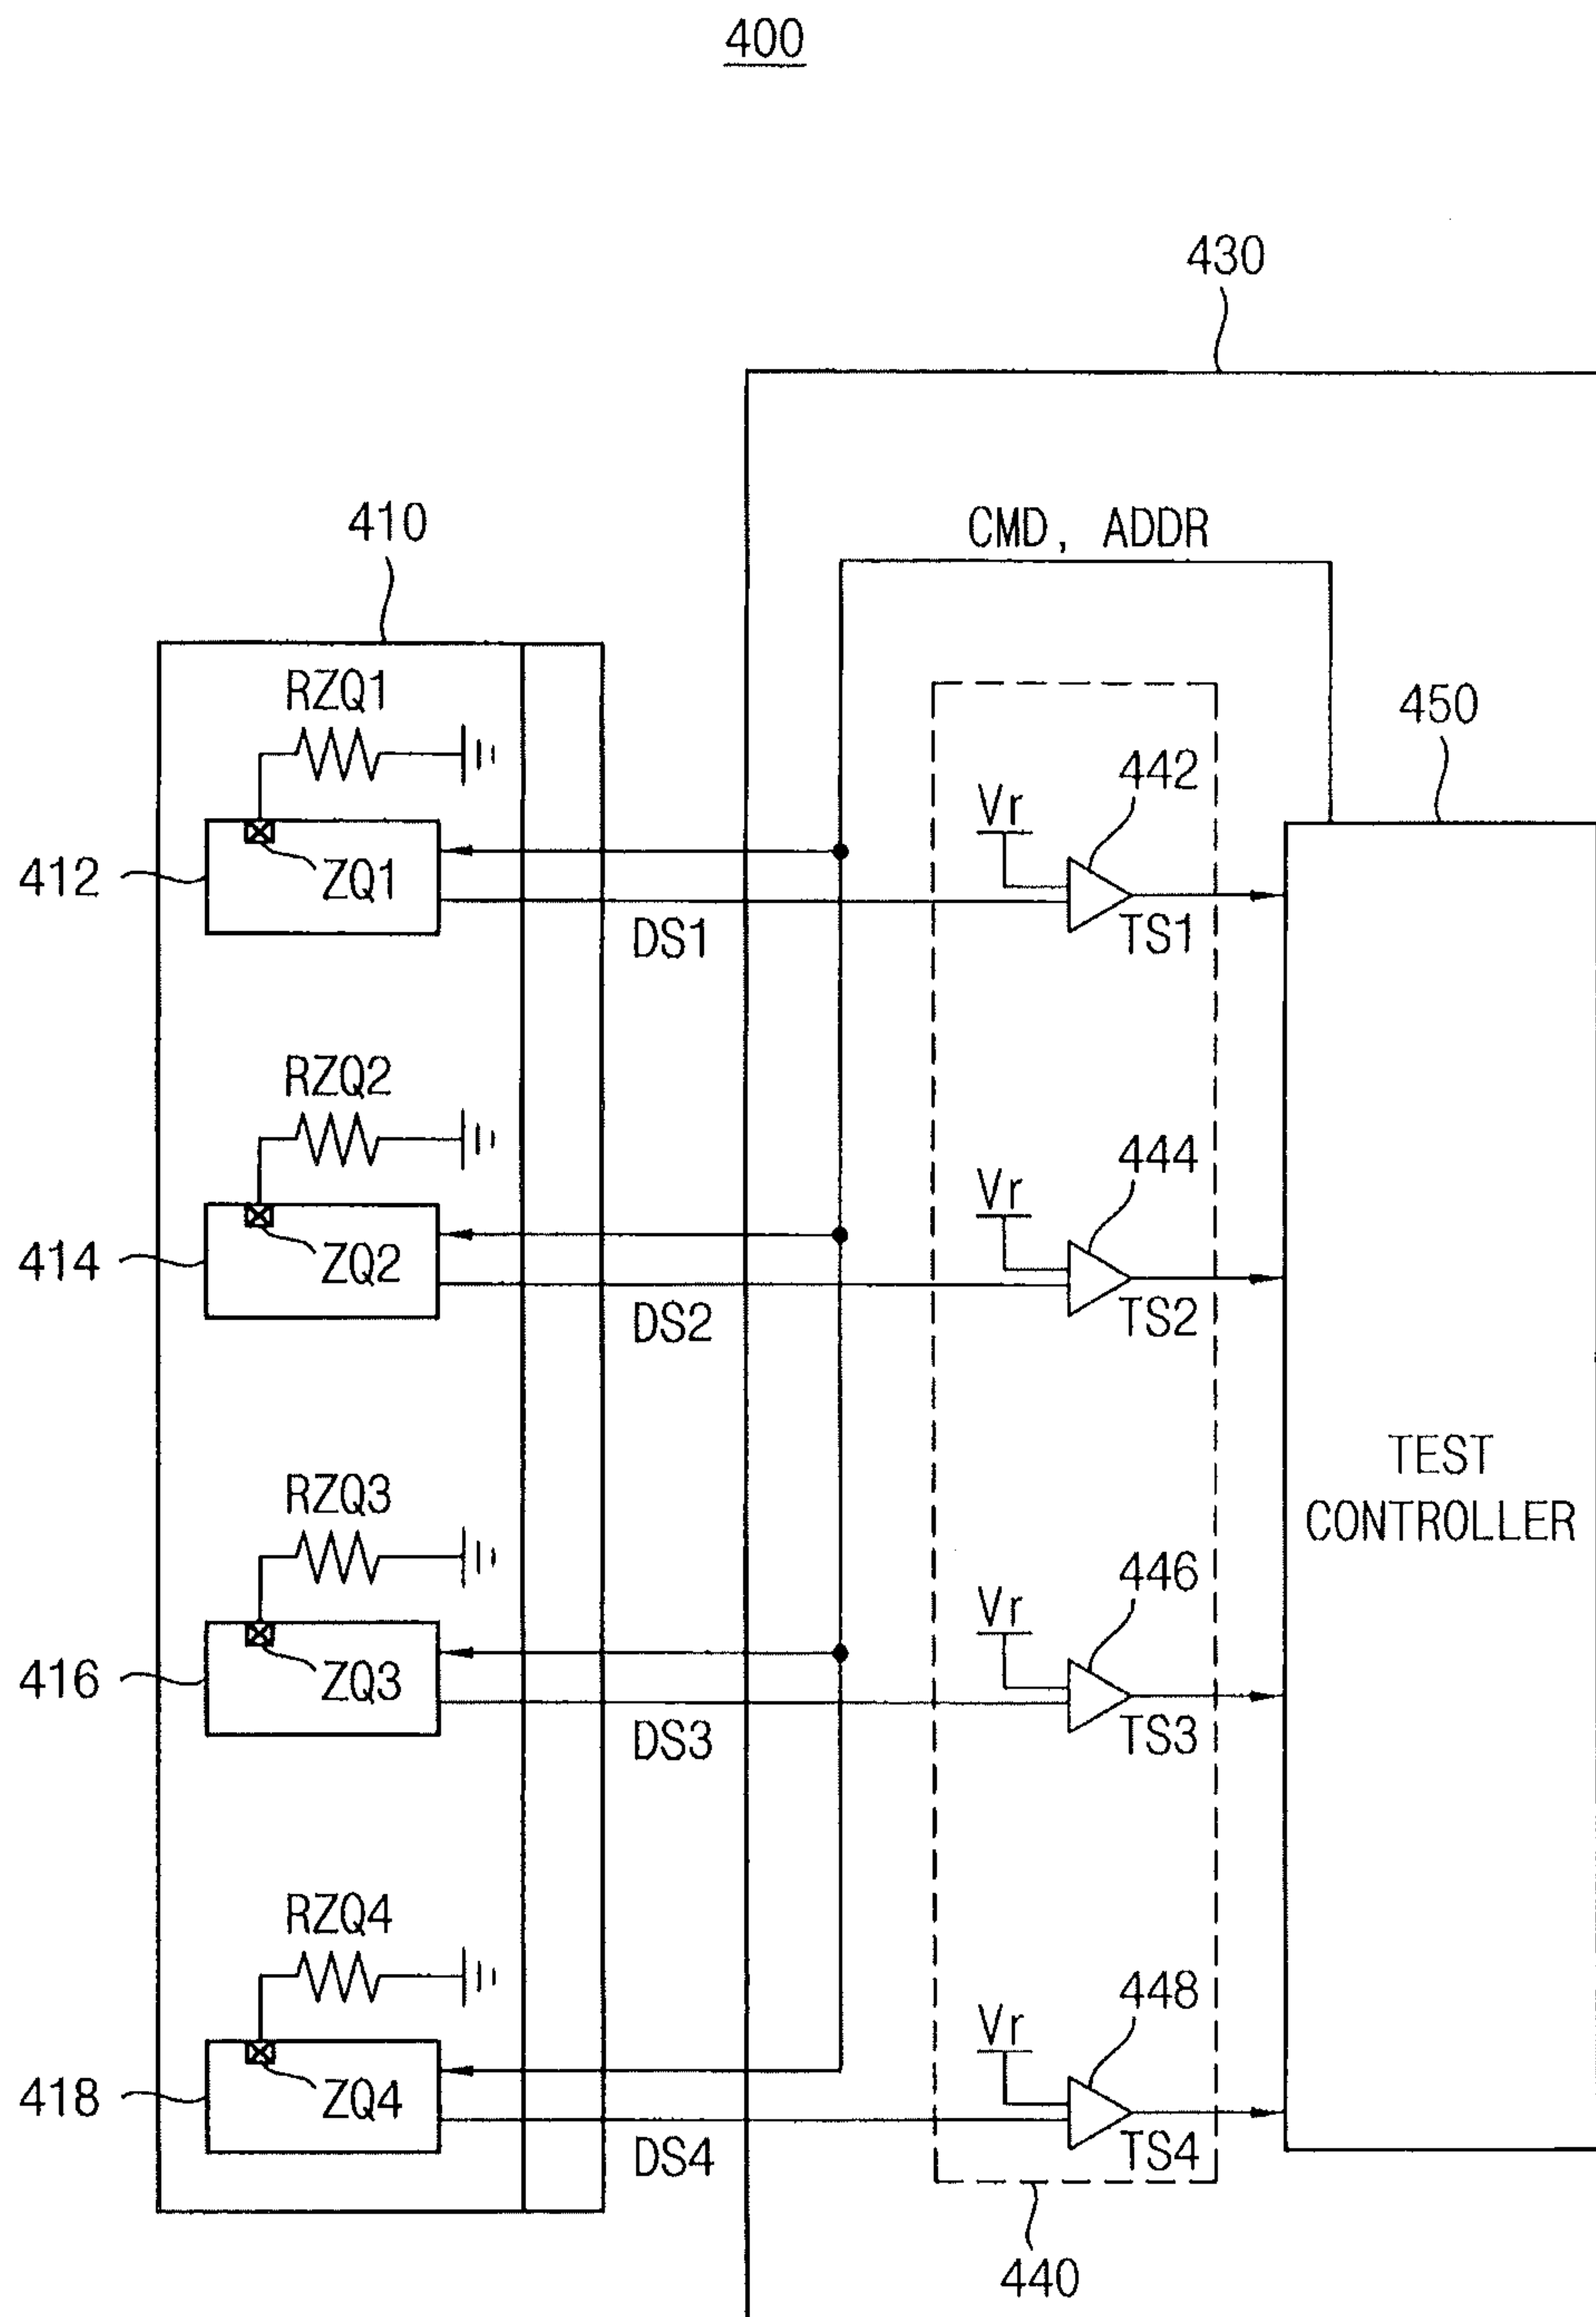 400
430
410
CMD, ADDR
RZQ1
450
442
Vr
412
ZQ1
DS1
TS1
RZQ2
444
Vr
414
ZQ2
DS2
TS2
TEST
CONTROLLER
RZQ3
446
Vr
416
ZQ3
DS3
TS3
RZQ4
448
Vr
418
ZQ4
DS4
TS4
440